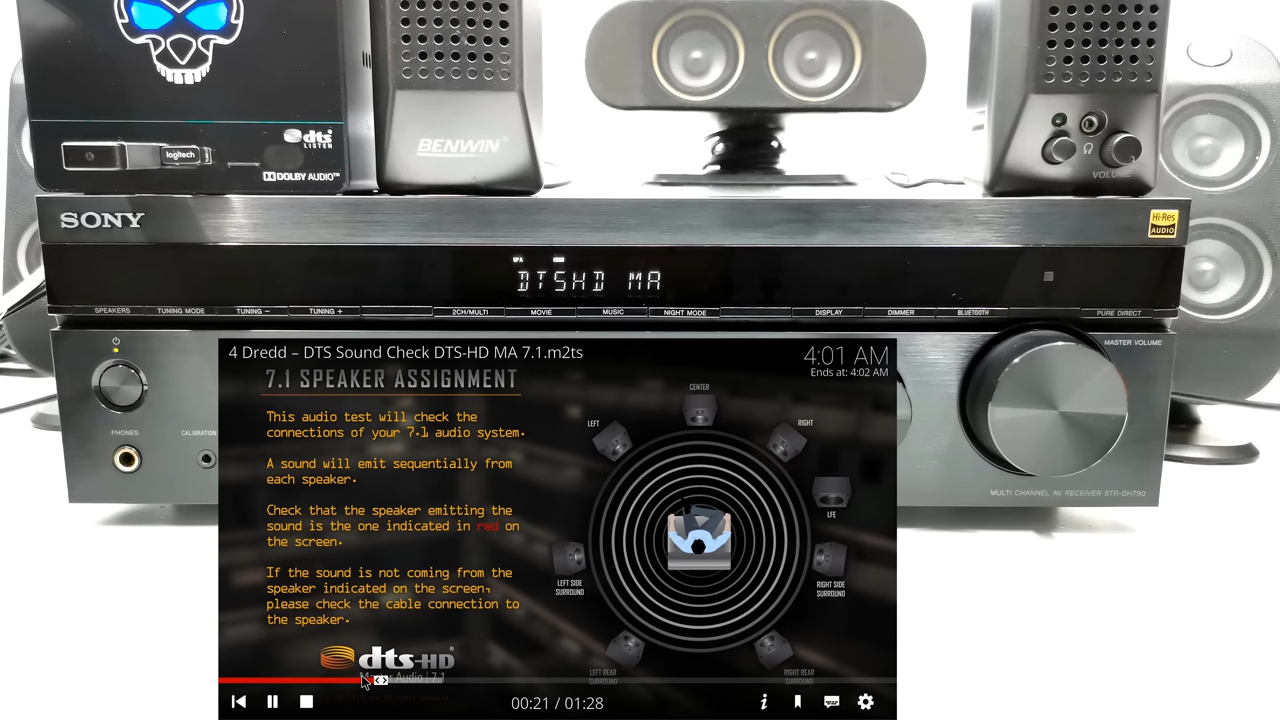 dts
LISTEN
logitech
DOLBY AUDIO™
BENWIN®
VOLUME
SONY
Hi-Res
AUDIO
HDMI
DTSHD MA
SPEAKERS
TUNING MODE
TUNING –
TUNING +
2CH/MULTI
MOVIE
MUSIC
NIGHT MODE
DISPLAY
DIMMER
BLUETOOTH
PURE DIRECT
MASTER VOLUME
PHONES
CALIBRATION
MULTI CHANNEL AV RECEIVER STR-DH790
4 Dredd – DTS Sound Check DTS-HD MA 7.1.m2ts
4:01 AM
Ends at: 4:02 AM
7.1 SPEAKER ASSIGNMENT
This audio test will check the
connections of your 7.1 audio system.
A sound will emit sequentially from
each speaker.
Check that the speaker emitting the
sound is the one indicated in red on
the screen.
If the sound is not coming from the
speaker indicated on the screen,
please check the cable connection to
the speaker.
CENTER
LEFT
RIGHT
LFE
LEFT SIDE
SURROUND
RIGHT SIDE
SURROUND
LEFT REAR
SURROUND
RIGHT REAR
SURROUND
dts-HD®
Master Audio | 7.1
00:21 / 01:28